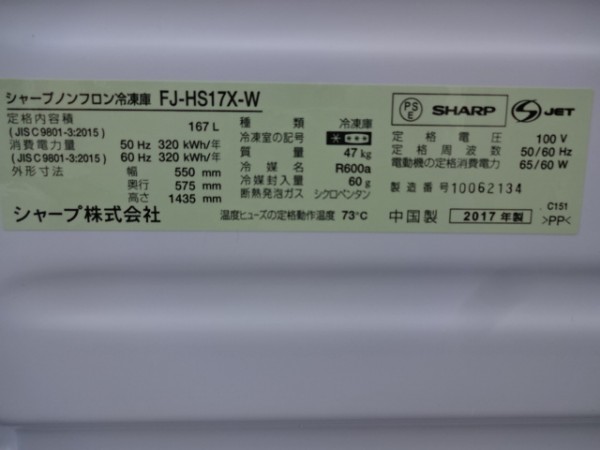 シャープノンフロン冷凍庫 FJ-HS17X-W
定格内容積
(JIS C 9801-3:2015) 167 L
消費電力量 50 Hz 320 kWh/年
(JIS C 9801-3:2015) 60 Hz 320 kWh/年
外形寸法 幅 550 mm
奥行 575 mm
高さ 1435 mm
シャープ株式会社
種類 冷凍庫
冷凍室の記号
質量 47 kg
冷媒名 R600a
冷媒封入量 60 g
断熱発泡ガス シクロペンタン
温度ヒューズの定格動作温度 73℃
PS E SHARP JET
定格電圧 100 V
定格周波数 50/60 Hz
電動機の定格消費電力 65/60 W
製造番号 10062134
中国製 2017年製
C151
>PP<